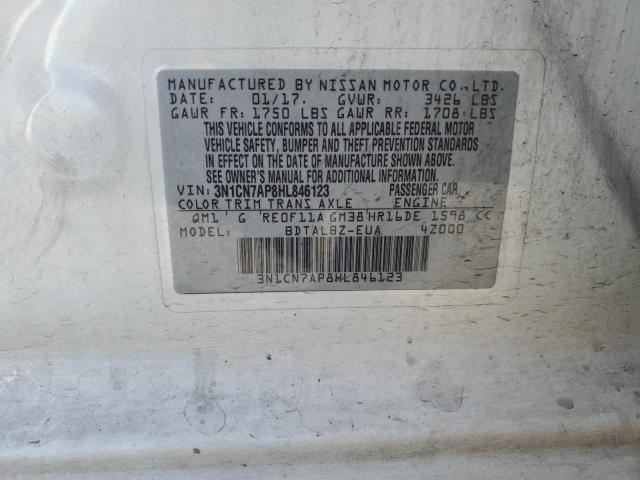 MANUFACTURED BY NISSAN MOTOR CO., LTD.
DATE: 01/17. GVWR: 3426 LBS
GAWR FR: 1750 LBS GAWR RR: 1708 LBS
THIS VEHICLE CONFORMS TO ALL APPLICABLE FEDERAL MOTOR
VEHICLE SAFETY, BUMPER AND THEFT PREVENTION STANDARDS
IN EFFECT ON THE DATE OF MANUFACTURE SHOWN ABOVE.
SEE OWNER'S MANUAL FOR ADDITIONAL INFORMATION.
VIN: 3N1CN7AP8HL846123 PASSENGER CAR
COLOR TRIM TRANS AXLE ENGINE
QM1 G RE0F11A GM38 HR16DE 1598 CC
MODEL: BDTALBZ-EUA 4Z000
3N1CN7AP8HL846123